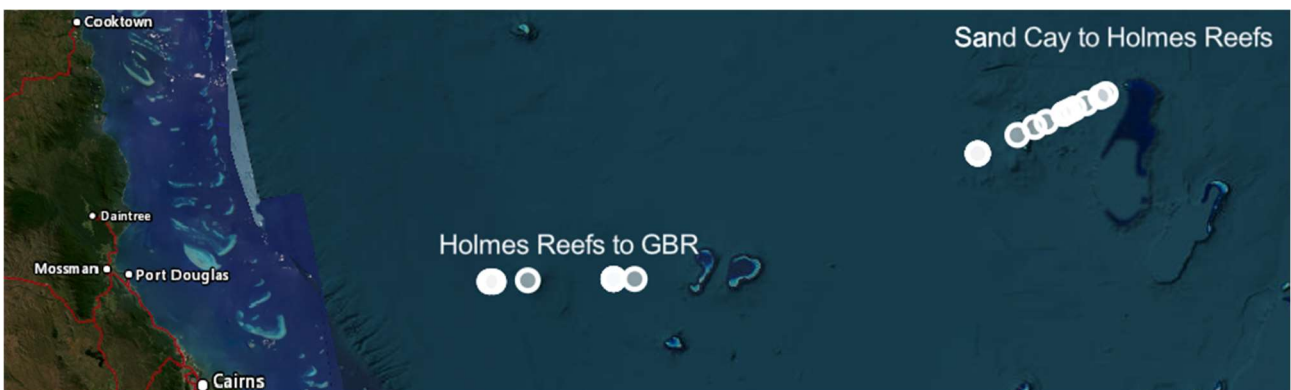 Cooktown
Sand Cay to Holmes Reefs
Daintree
Holmes Reefs to GBR
Mossman
Port Douglas
Cairns